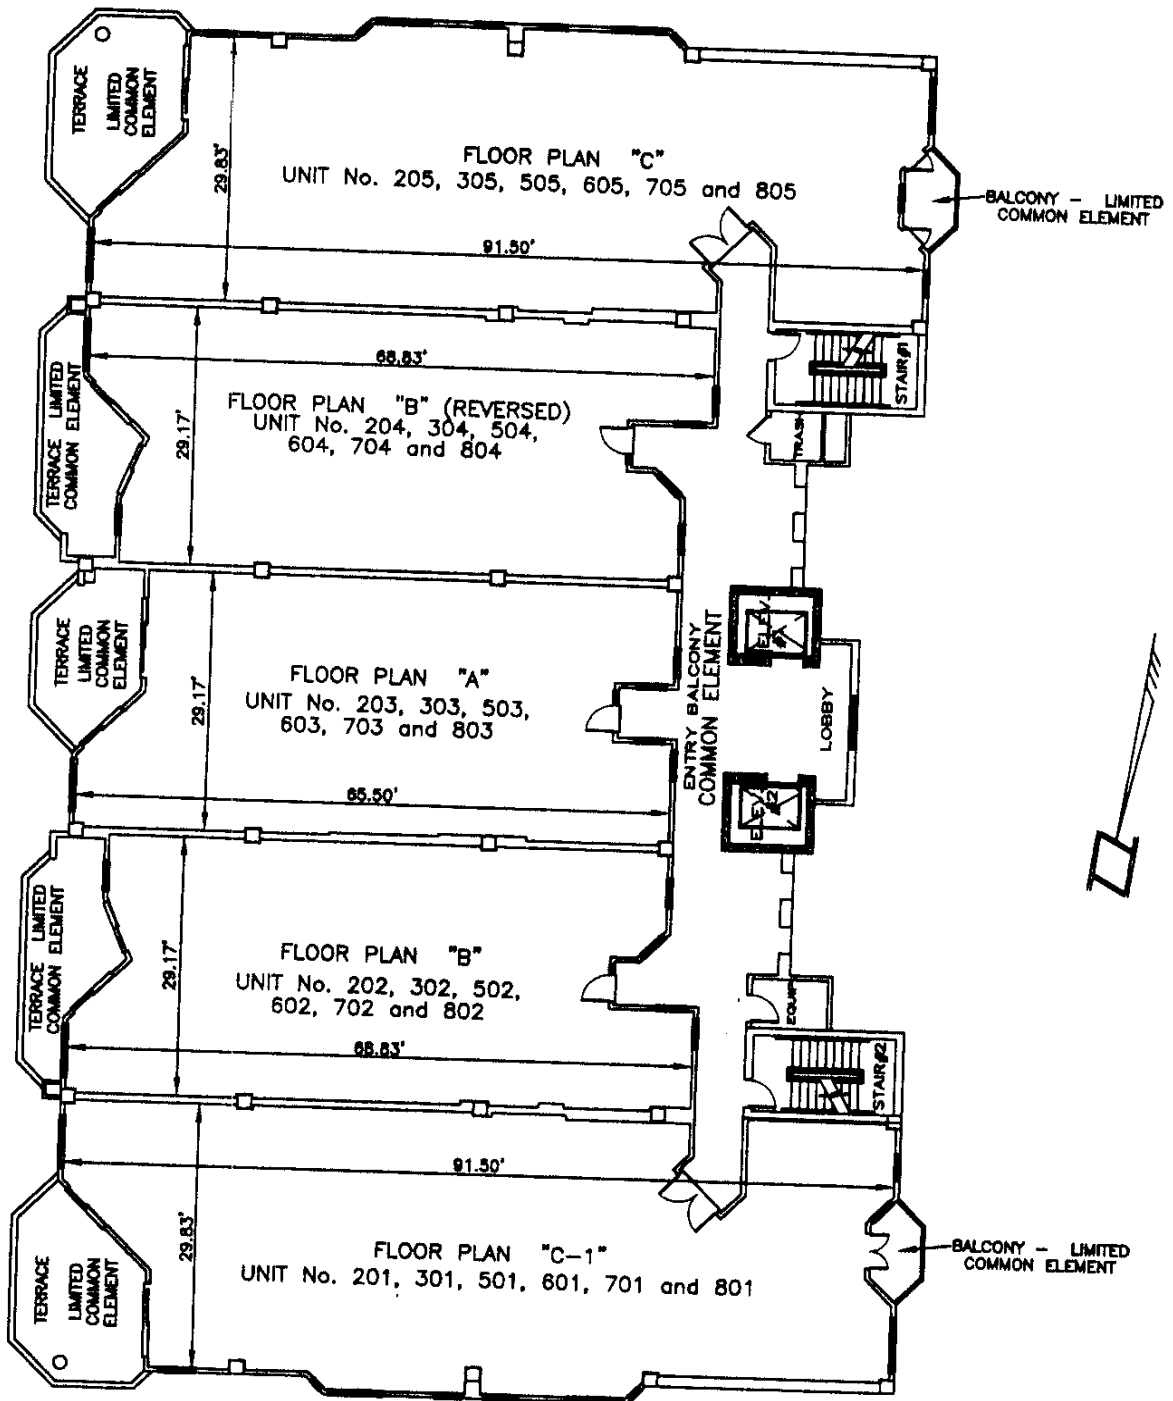 TERRACE
LIMITED
COMMON
ELEMENT
29.83'
FLOOR PLAN "C"
UNIT No. 205, 305, 505, 605, 705 and 805
BALCONY - LIMITED
COMMON ELEMENT
91.50'
68.83'
STAIR#1
TERRACE LIMITED
COMMON ELEMENT
29.17'
FLOOR PLAN "B" (REVERSED)
UNIT No. 204, 304, 504,
604, 704 and 804
TRASH
TERRACE
LIMITED
COMMON
ELEMENT
29.17'
FLOOR PLAN "A"
UNIT No. 203, 303, 503,
603, 703 and 803
ENTRY BALCONY
COMMON ELEMENT
ELEV.
LOBBY
65.50'
ELEV.
#2
TERRACE LIMITED
COMMON ELEMENT
29.17'
FLOOR PLAN "B"
UNIT No. 202, 302, 502,
602, 702 and 802
EQUIP
68.83'
STAIR#2
91.50'
29.83'
TERRACE
LIMITED
COMMON
ELEMENT
FLOOR PLAN "C-1"
UNIT No. 201, 301, 501, 601, 701 and 801
BALCONY - LIMITED
COMMON ELEMENT